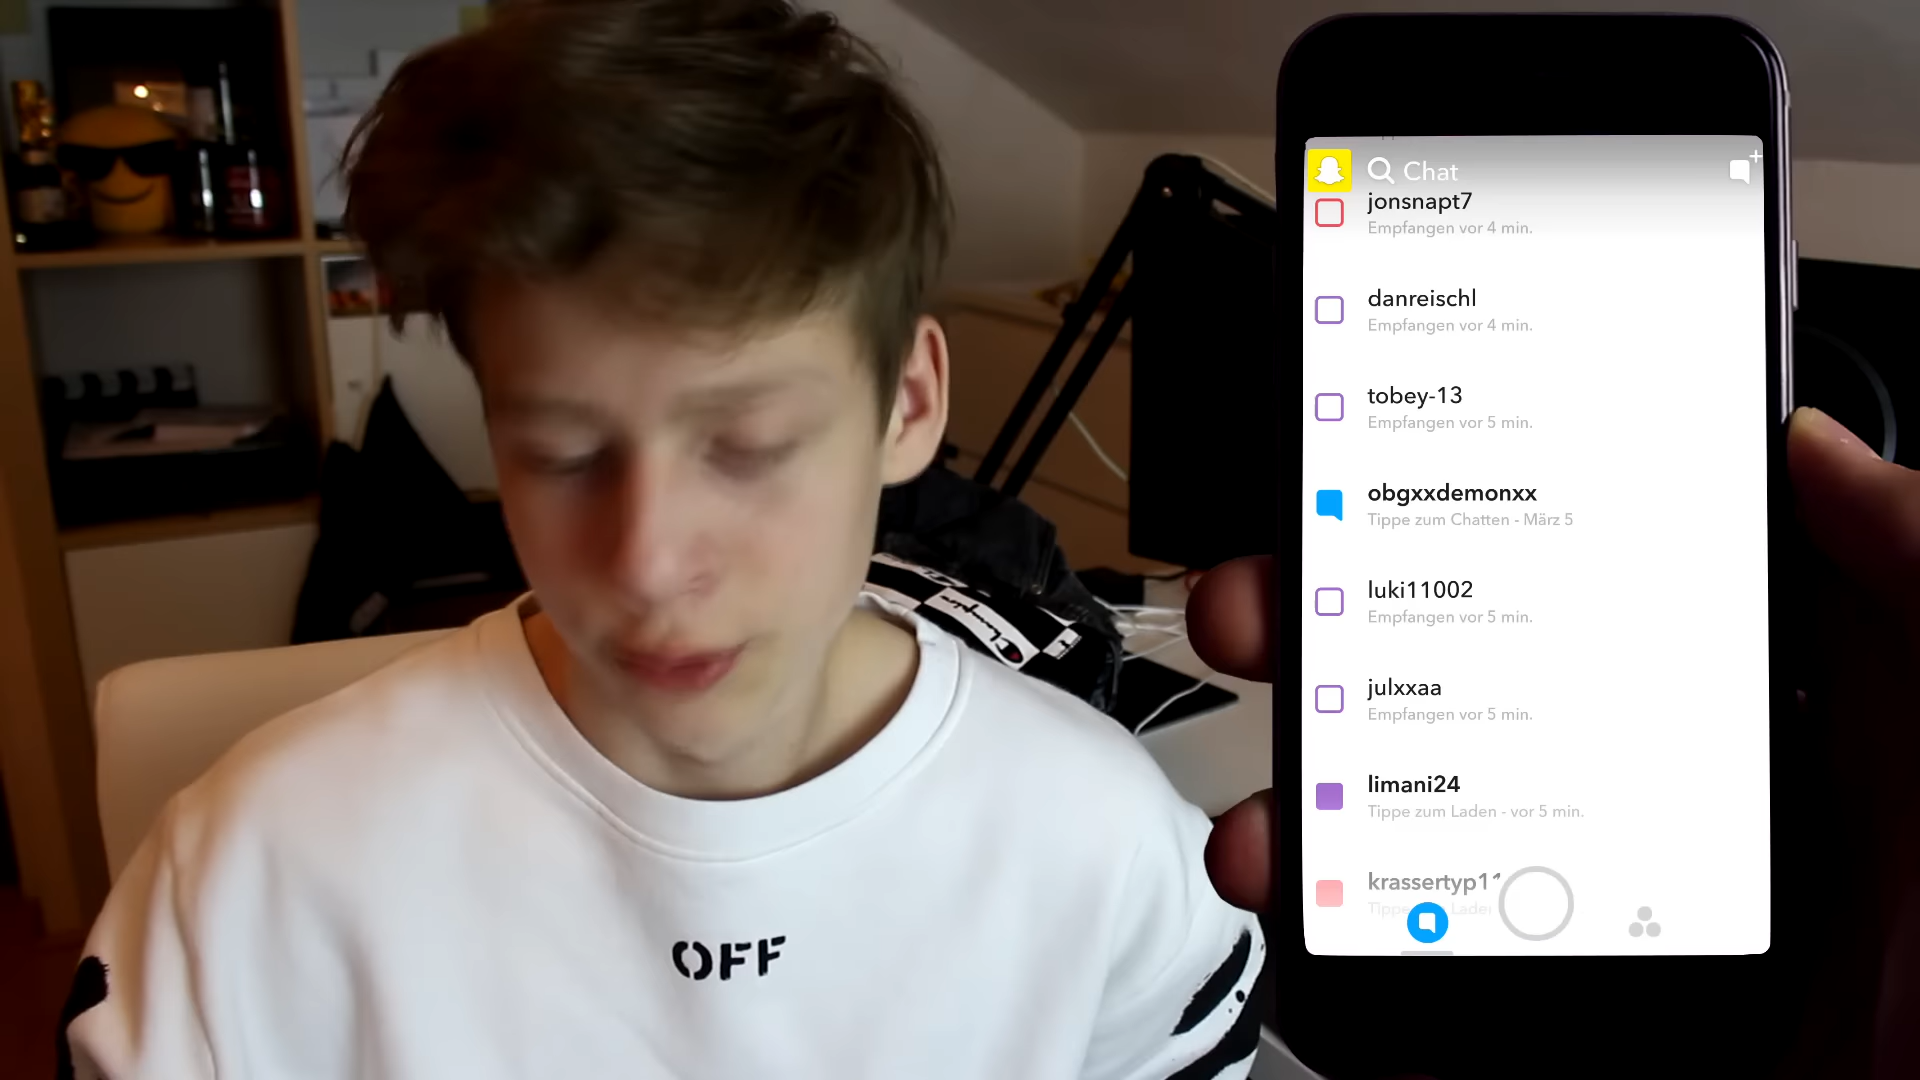 Chat
jonsnapt7
Empfangen vor 4 min.
danreischl
Empfangen vor 4 min.
tobey-13
Empfangen vor 5 min.
obgxxdemonxx
Tippe zum Chatten - März 5
luki11002
Empfangen vor 5 min.
julxxaa
Empfangen vor 5 min.
limani24
Tippe zum Laden - vor 5 min.
krassertyp11
Champion
OFF